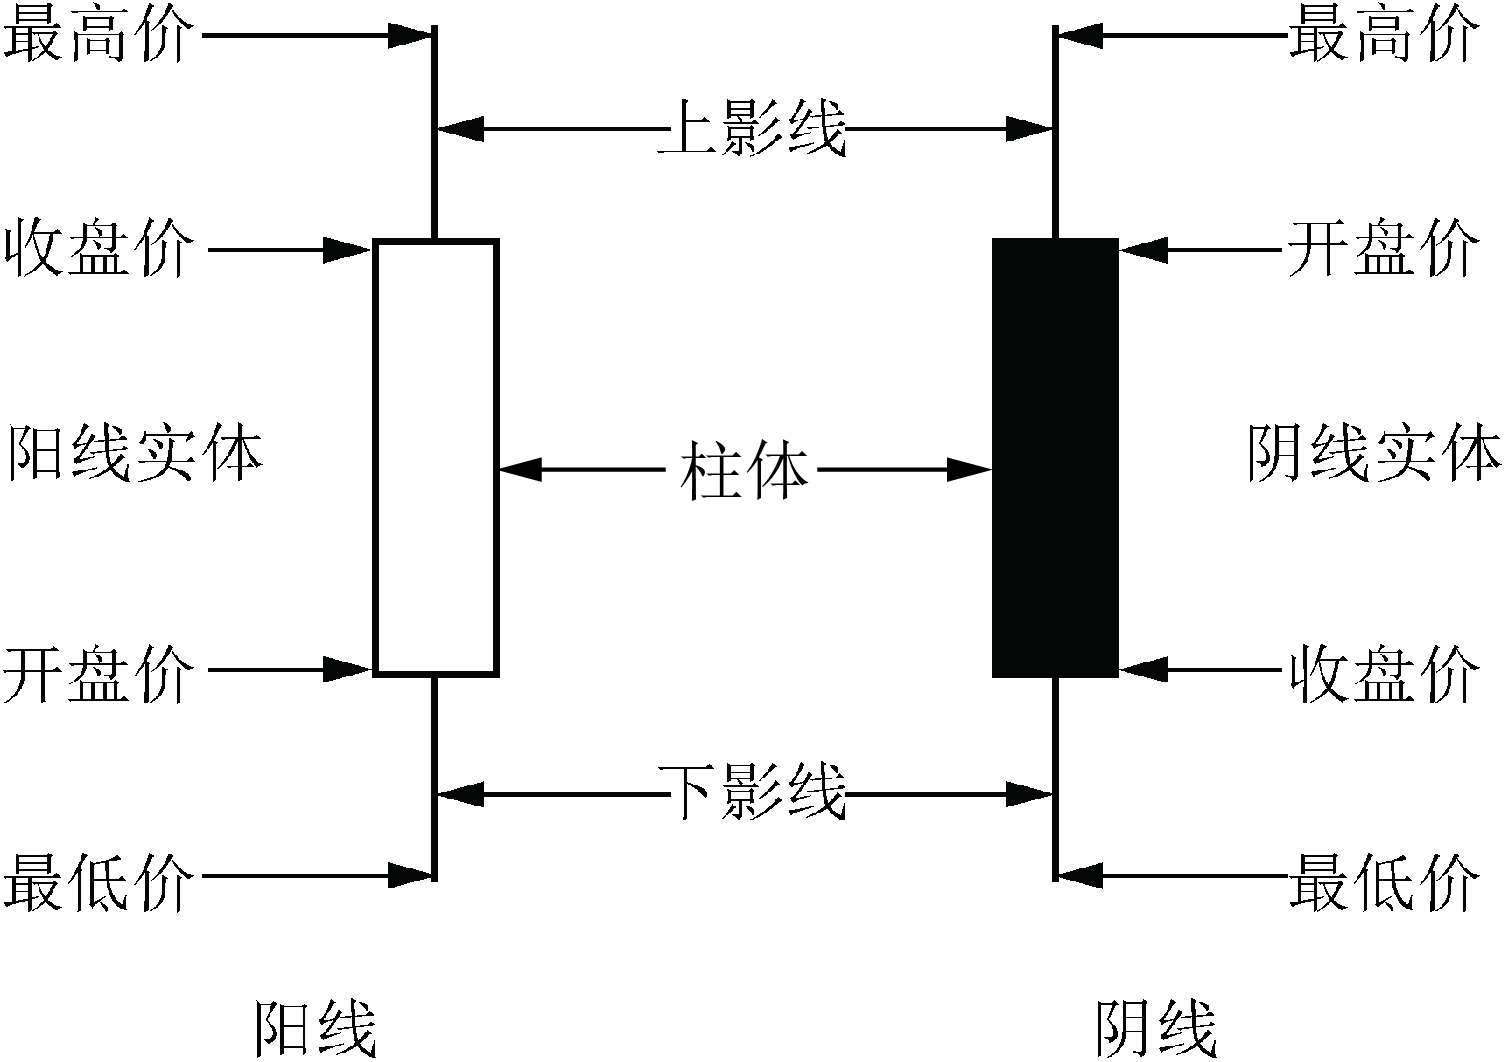 最高价 最高价
上影线
收盘价 开盘价
阳线实体 柱体 阴线实体
开盘价 收盘价
下影线
最低价 最低价
阳线 阴线